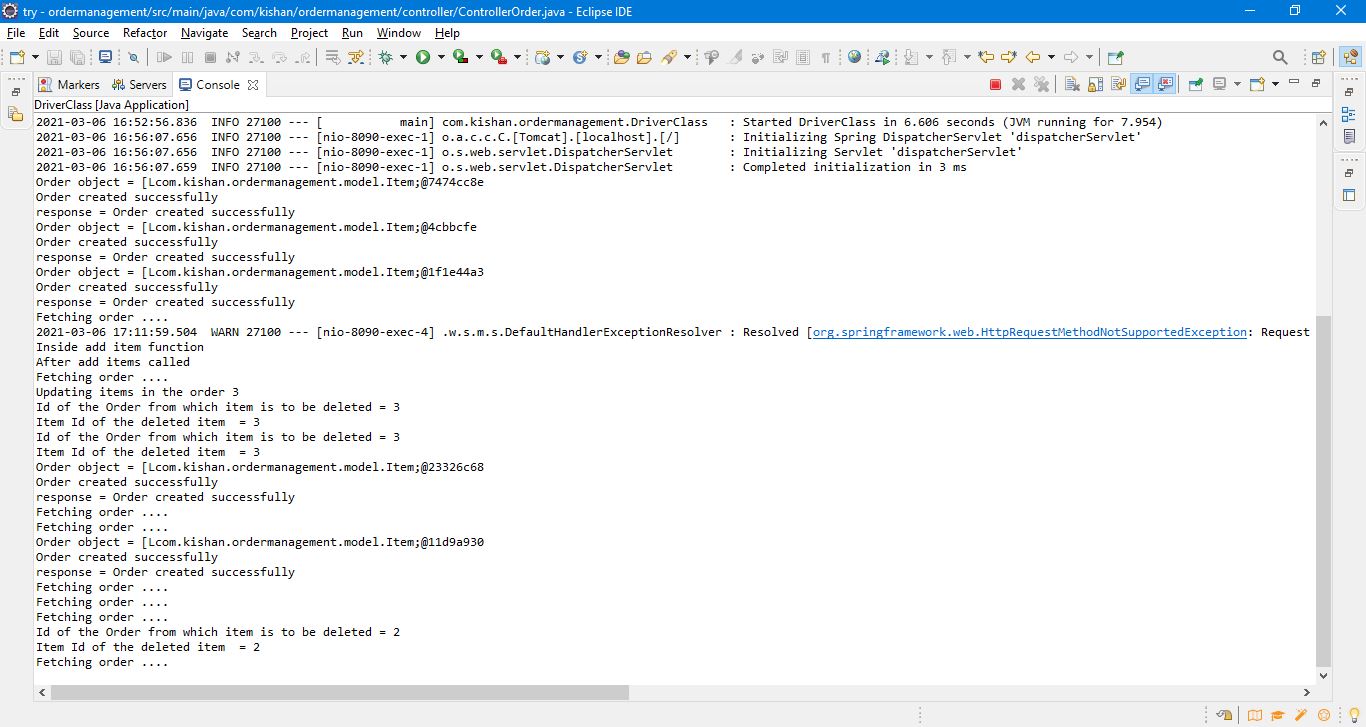 try - ordermanagement/src/main/java/com/kishan/ordermanagement/controller/ControllerOrder.java - Eclipse IDE
File Edit Source Refactor Navigate Search Project Run Window Help
Markers Servers Console
DriverClass [Java Application]
2021-03-06 16:52:56.836  INFO 27100 --- [           main] com.kishan.ordermanagement.DriverClass   : Started DriverClass in 6.606 seconds (JVM running for 7.954)
2021-03-06 16:56:07.656  INFO 27100 --- [nio-8090-exec-1] o.a.c.c.C.[Tomcat].[localhost].[/]       : Initializing Spring DispatcherServlet 'dispatcherServlet'
2021-03-06 16:56:07.656  INFO 27100 --- [nio-8090-exec-1] o.s.web.servlet.DispatcherServlet        : Initializing Servlet 'dispatcherServlet'
2021-03-06 16:56:07.659  INFO 27100 --- [nio-8090-exec-1] o.s.web.servlet.DispatcherServlet        : Completed initialization in 3 ms
Order object = [Lcom.kishan.ordermanagement.model.Item;@7474cc8e
Order created successfully
response = Order created successfully
Order object = [Lcom.kishan.ordermanagement.model.Item;@4cbbcfe
Order created successfully
response = Order created successfully
Order object = [Lcom.kishan.ordermanagement.model.Item;@1f1e44a3
Order created successfully
response = Order created successfully
Fetching order ....
2021-03-06 17:11:59.504  WARN 27100 --- [nio-8090-exec-4] .w.s.m.s.DefaultHandlerExceptionResolver : Resolved [org.springframework.web.HttpRequestMethodNotSupportedException: Request
Inside add item function
After add items called
Fetching order ....
Updating items in the order 3
Id of the Order from which item is to be deleted = 3
Item Id of the deleted item  = 3
Id of the Order from which item is to be deleted = 3
Item Id of the deleted item  = 3
Order object = [Lcom.kishan.ordermanagement.model.Item;@23326c68
Order created successfully
response = Order created successfully
Fetching order ....
Fetching order ....
Order object = [Lcom.kishan.ordermanagement.model.Item;@11d9a930
Order created successfully
response = Order created successfully
Fetching order ....
Fetching order ....
Fetching order ....
Id of the Order from which item is to be deleted = 2
Item Id of the deleted item  = 2
Fetching order ....